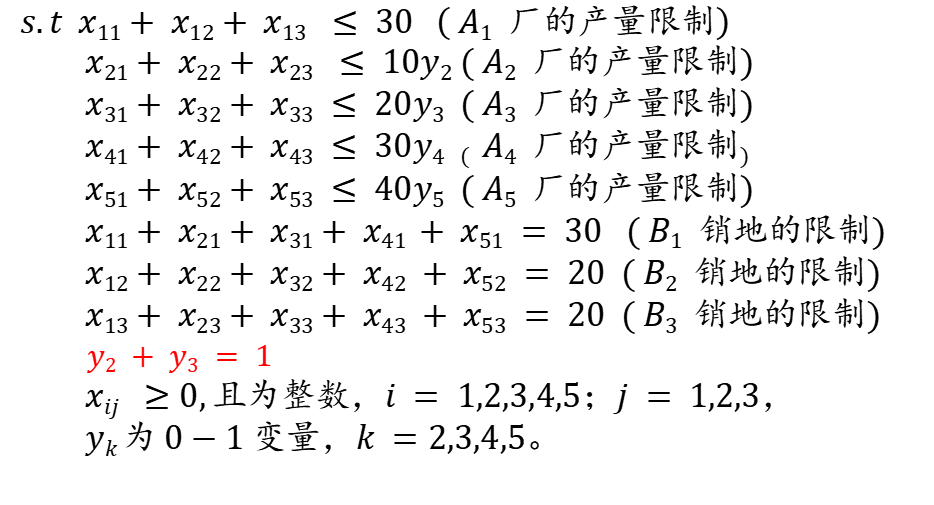 s.t x₁₁ + x₁₂ + x₁₃ ≤ 30 ( A₁ 厂的产量限制)
x₂₁ + x₂₂ + x₂₃ ≤ 10y₂ ( A₂ 厂的产量限制)
x₃₁ + x₃₂ + x₃₃ ≤ 20y₃ ( A₃ 厂的产量限制)
x₄₁ + x₄₂ + x₄₃ ≤ 30y₄ ( A₄ 厂的产量限制)
x₅₁ + x₅₂ + x₅₃ ≤ 40y₅ ( A₅ 厂的产量限制)
x₁₁ + x₂₁ + x₃₁ + x₄₁ + x₅₁ = 30 ( B₁ 销地的限制)
x₁₂ + x₂₂ + x₃₂ + x₄₂ + x₅₂ = 20 ( B₂ 销地的限制)
x₁₃ + x₂₃ + x₃₃ + x₄₃ + x₅₃ = 20 ( B₃ 销地的限制)
y₂ + y₃ = 1
xᵢⱼ ≥ 0, 且为整数，i = 1,2,3,4,5；j = 1,2,3，
yₖ 为 0 − 1 变量，k = 2,3,4,5。